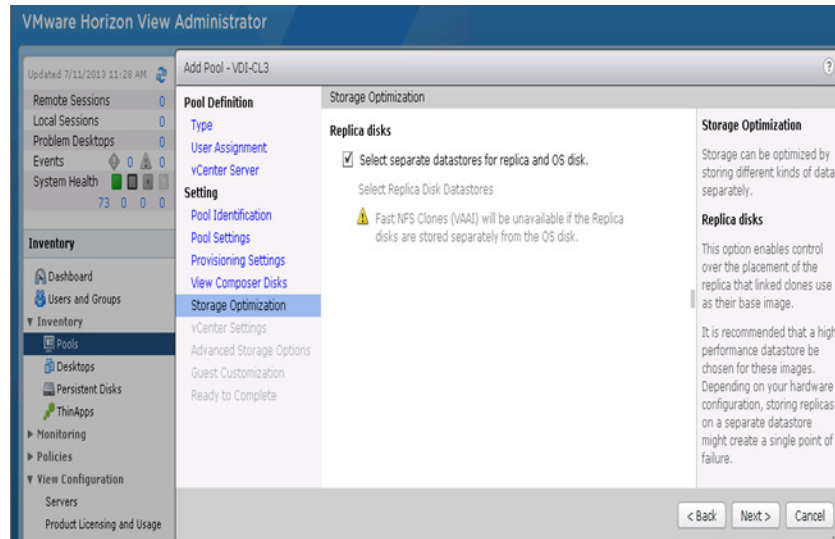 VMware Horizon View Administrator
Updated 7/11/2013 11:28 AM
Remote Sessions 0
Local Sessions 0
Problem Desktops 0
Events 0 0
System Health
73 0 0 0
Inventory
Dashboard
Users and Groups
Inventory
Pools
Desktops
Persistent Disks
ThinApps
Monitoring
Policies
View Configuration
Servers
Product Licensing and Usage
Add Pool - VDI-CL3
?
Pool Definition
Type
User Assignment
vCenter Server
Setting
Pool Identification
Pool Settings
Provisioning Settings
View Composer Disks
Storage Optimization
vCenter Settings
Advanced Storage Options
Guest Customization
Ready to Complete
Storage Optimization
Replica disks
Select separate datastores for replica and OS disk.
Select Replica Disk Datastores
Fast NFS Clones (VAAI) will be unavailable if the Replica
disks are stored separately from the OS disk.
Storage Optimization
Storage can be optimized by
storing different kinds of data
separately.
Replica disks
This option enables control
over the placement of the
replica that linked clones use
as their base image.
It is recommended that a high
performance datastore be
chosen for these images.
Depending on your hardware
configuration, storing replicas
on a separate datastore
might create a single point of
failure.
< Back
Next >
Cancel